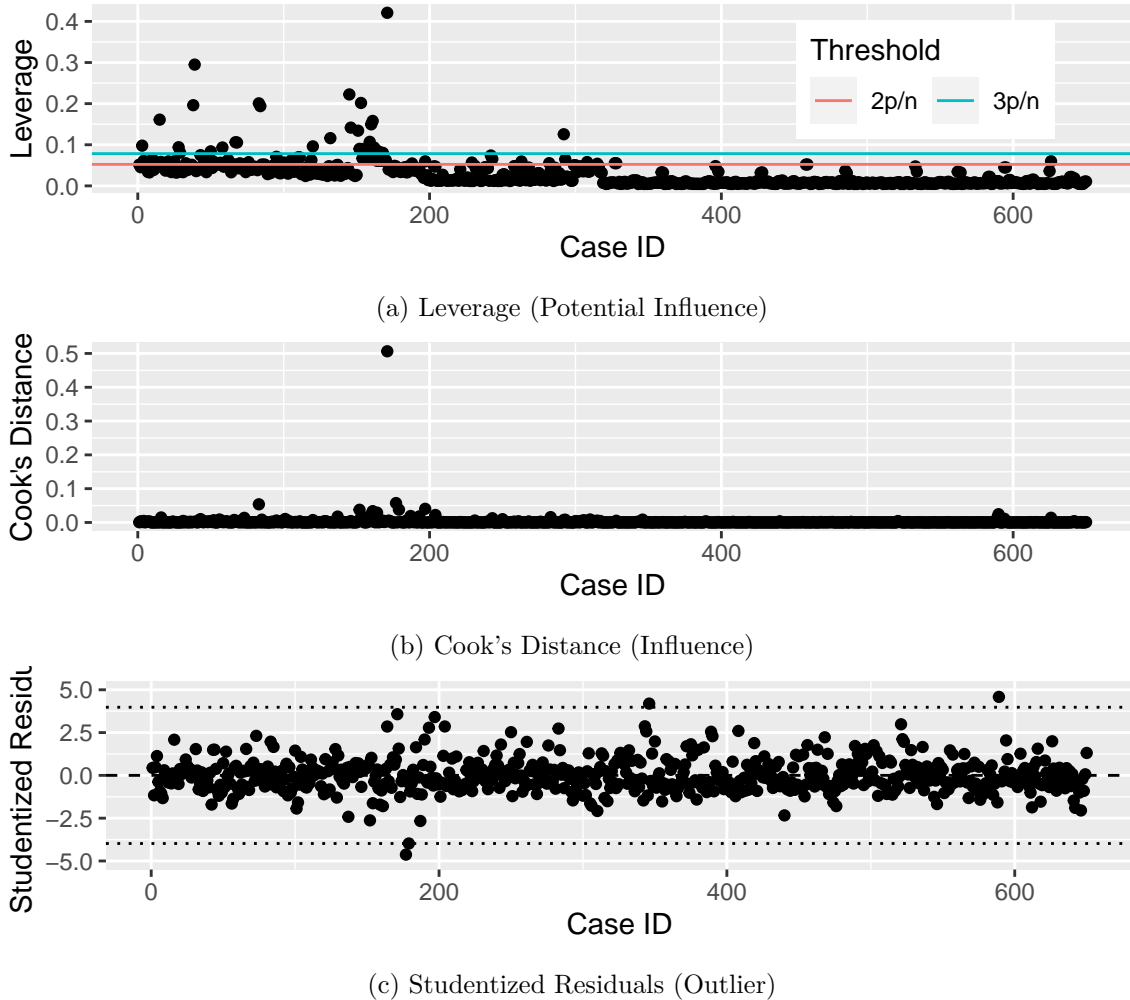 Leverage
0.4
0.3
0.2
0.1
0.0
Threshold
2p/n 3p/n
0 200 400 600
Case ID
(a) Leverage (Potential Influence)
Cook's Distance
0.5
0.4
0.3
0.2
0.1
0.0
0 200 400 600
Case ID
(b) Cook's Distance (Influence)
Studentized
5.0
2.5
0.0
−2.5
−5.0
0 200 400 600
Case ID
(c) Studentized Residuals (Outlier)